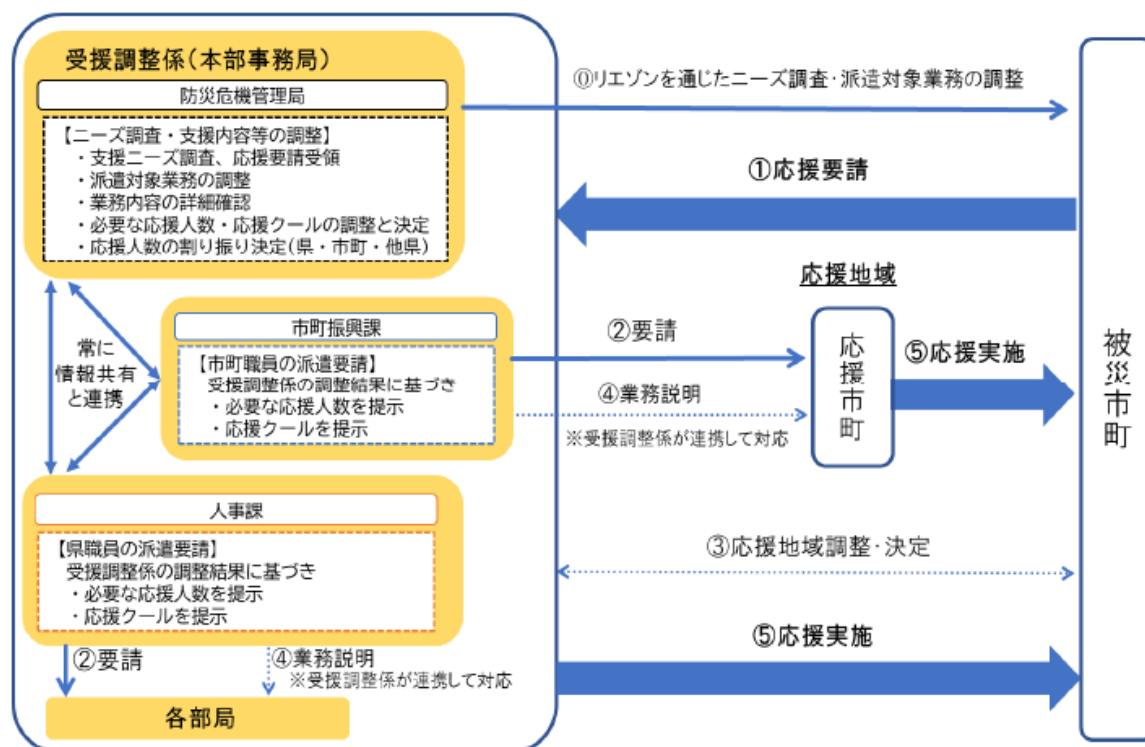 受援調整係（本部事務局）
防災危機管理局
【ニーズ調査・支援内容等の調整】
・支援ニーズ調査、応援要請受領
・派遣対象業務の調整
・業務内容の詳細確認
・必要な応援人数・応援クールの調整と決定
・応援人数の割り振り決定（県・市町・他県）
⓪リエゾンを通じたニーズ調査・派遣対象業務の調整
①応援要請
常に
情報共有
と連携
市町振興課
【市町職員の派遣要請】
受援調整係の調整結果に基づき
・必要な応援人数を提示
・応援クールを提示
②要請
④業務説明
※受援調整係が連携して対応
応援地域
応援市町
⑤応援実施
被災市町
人事課
【県職員の派遣要請】
受援調整係の調整結果に基づき
・必要な応援人数を提示
・応援クールを提示
③応援地域調整・決定
⑤応援実施
②要請
④業務説明
※受援調整係が連携して対応
各部局